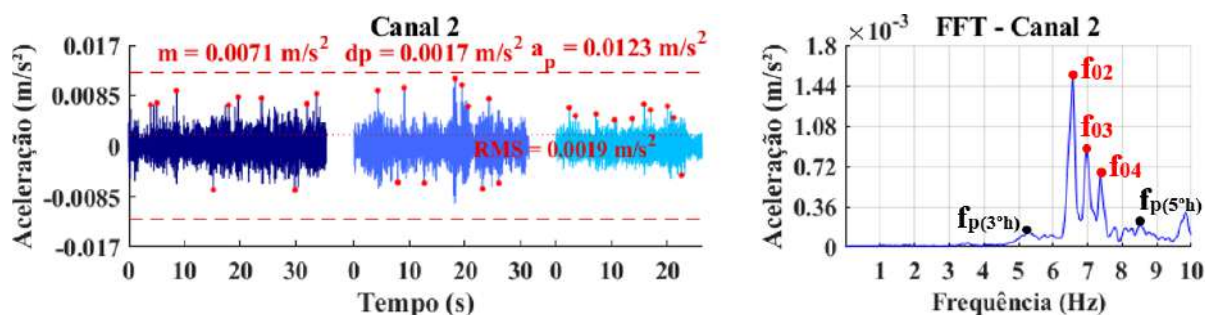 Canal 2
m = 0.0071 m/s² dp = 0.0017 m/s² aₚ = 0.0123 m/s²
RMS = 0.0019 m/s²
Aceleração (m/s²)
0.017
0.0085
0
-0.0085
-0.017
0 10 20 30 0 10 20 30 0 10 20
Tempo (s)
×10⁻³ FFT - Canal 2
Aceleração (m/s²)
1.8
1.44
1.08
0.72
0.36
0
f₀₂
f₀₃
f₀₄
fₚ(3ºh)
fₚ(5ºh)
1 2 3 4 5 6 7 8 9 10
Frequência (Hz)